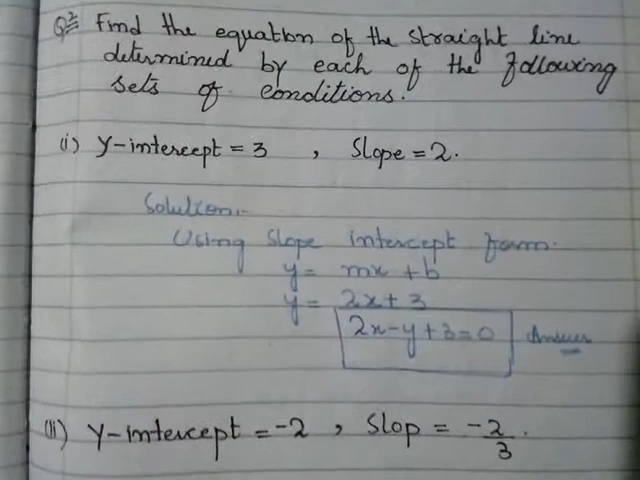 Q2 Find the equation of the straight line
determined by each of the following
sets of conditions.
(i) y-intercept = 3 , Slope = 2.
Solution:-
Using Slope intercept form.
y = mx + b
y = 2x + 3
2x - y + 3 = 0 Answer
(ii) y-intercept = -2 , Slop = -2/3.